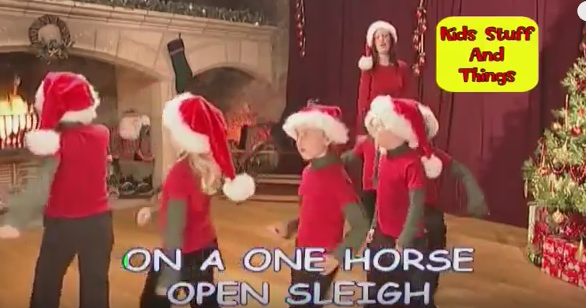 Kids Stuff
And
Things
ON A ONE HORSE
OPEN SLEIGH